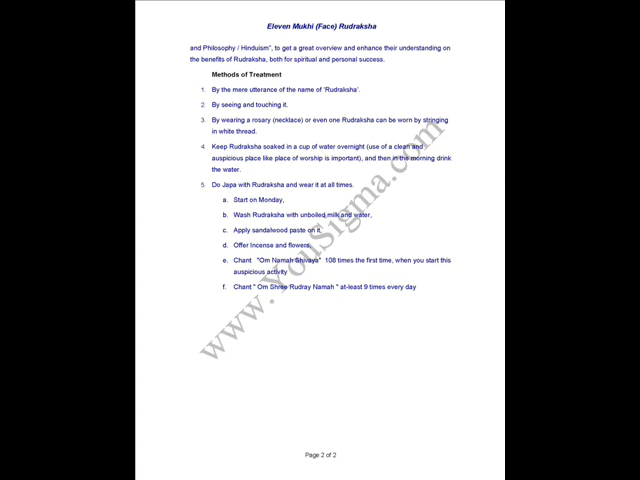 Eleven Mukhi (Face) Rudraksha
and Philosophy / Hinduism", to get a great overview and enhance their understanding on
the benefits of Rudraksha, both for spiritual and personal success.
Methods of Treatment
1. By the mere utterance of the name of 'Rudraksha'.
2. By seeing and touching it.
3. By wearing a rosary (necklace) or even one Rudraksha can be worn by stringing
in white thread.
4. Keep Rudraksha soaked in a cup of water overnight (use of a clean and
auspicious place like place of worship is important), and then in the morning drink
the water.
5. Do Japa with Rudraksha and wear it at all times.
a. Start on Monday,
b. Wash Rudraksha with unboiled milk and water,
c. Apply sandalwood paste on it,
d. Offer Incense and flowers,
e. Chant "Om Namah Shivaya" 108 times the first time, when you start this
auspicious activity
f. Chant " Om Shree Rudray Namah " at-least 9 times every day
www.YouSigma.com
Page 2 of 2